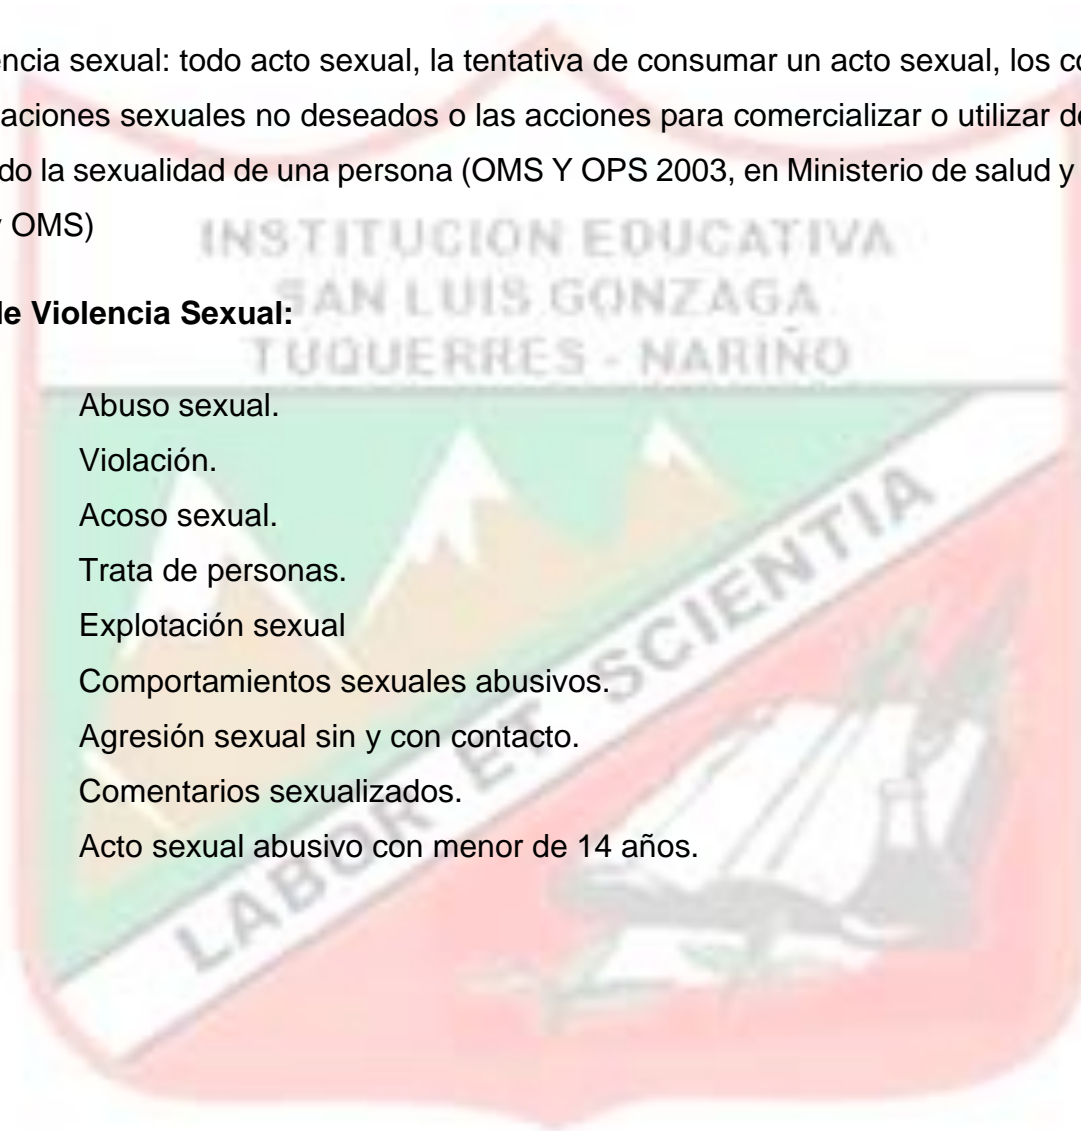 encia sexual: todo acto sexual, la tentativa de consumar un acto sexual, los co
aciones sexuales no deseados o las acciones para comercializar o utilizar de
do la sexualidad de una persona (OMS Y OPS 2003, en Ministerio de salud y
y OMS)
INSTITUCIÓN EDUCATIVA
SAN LUIS GONZAGA
de Violencia Sexual:
TUQUERRES - NARIÑO
Abuso sexual.
Violación.
Acoso sexual.
Trata de personas.
Explotación sexual
Comportamientos sexuales abusivos.
Agresión sexual sin y con contacto.
Comentarios sexualizados.
Acto sexual abusivo con menor de 14 años.
LABOR ET SCIENTIA